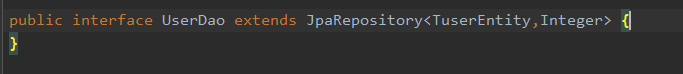 public interface UserDao extends JpaRepository<TuserEntity,Integer> {
}